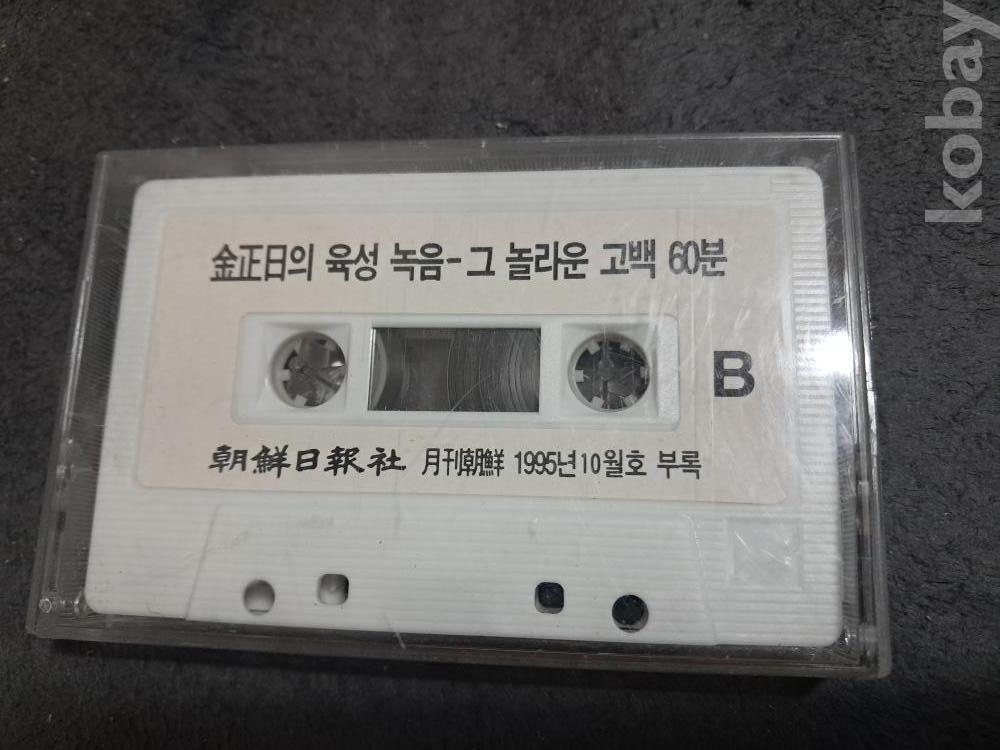 金正日의 육성 녹음-그 놀라운 고백 60분
B
朝鮮日報社 月刊朝鮮 1995년10월호 부록
kobay